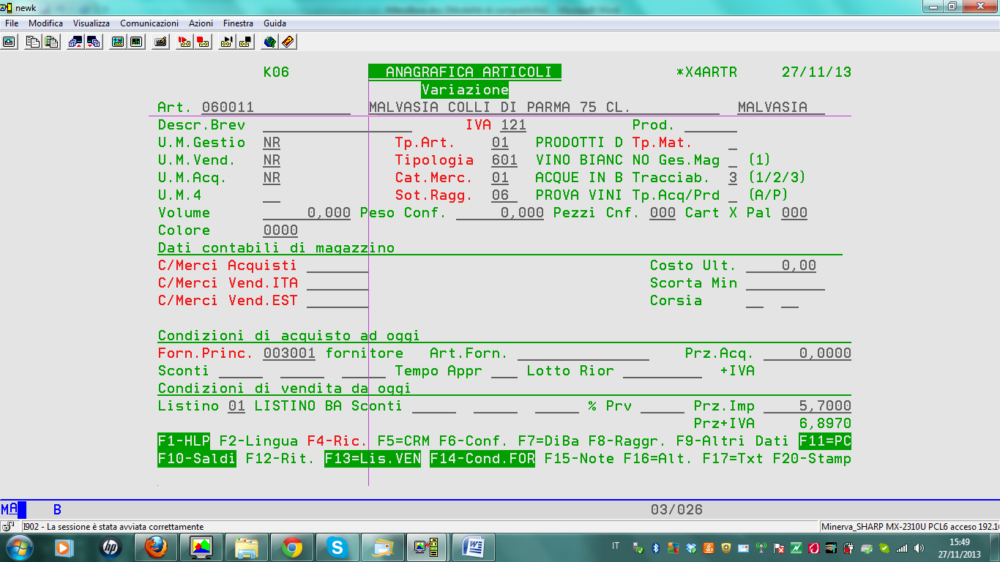 newk
File Modifica Visualizza Comunicazioni Azioni Finestra Guida
K06 ANAGRAFICA ARTICOLI *X4ARTR 27/11/13
Variazione
Art. 060011 MALVASIA COLLI DI PARMA 75 CL. MALVASIA
Descr.Brev IVA 121 Prod.
U.M.Gestio NR Tp.Art. 01 PRODOTTI D Tp.Mat.
U.M.Vend. NR Tipologia 601 VINO BIANC NO Ges.Mag (1)
U.M.Acq. NR Cat.Merc. 01 ACQUE IN B Tracciab. 3 (1/2/3)
U.M.4 Sot.Ragg. 06 PROVA VINI Tp.Acq/Prd (A/P)
Volume 0,000 Peso Conf. 0,000 Pezzi Cnf. 000 Cart X Pal 000
Colore 0000
Dati contabili di magazzino
C/Merci Acquisti Costo Ult. 0,00
C/Merci Vend.ITA Scorta Min
C/Merci Vend.EST Corsia
Condizioni di acquisto ad oggi
Forn.Princ. 003001 fornitore Art.Forn. Prz.Acq. 0,0000
Sconti Tempo Appr Lotto Rior +IVA
Condizioni di vendita da oggi
Listino 01 LISTINO BA Sconti % Prv Prz.Imp 5,7000
Prz+IVA 6,8970
F1-HLP F2-Lingua F4-Ric. F5=CRM F6-Conf. F7=DiBa F8-Raggr. F9-Altri Dati F11=PC
F10-Saldi F12-Rit. F13=Lis.VEN F14-Cond.FOR F15-Note F16=Alt. F17=Txt F20-Stamp
MA B 03/026
I902 - La sessione è stata avviata correttamente Minerva_SHARP MX-2310U PCL6 acceso 192.16
IT 15:49
27/11/2013